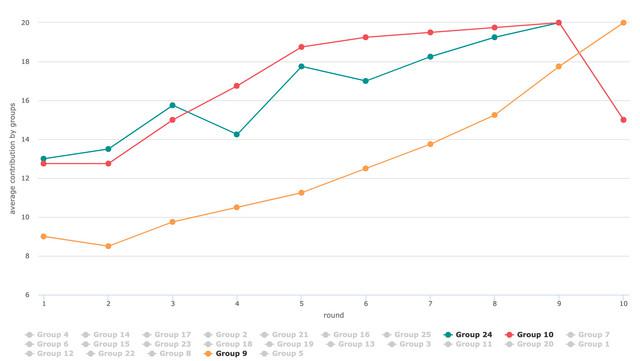 20
18
16
14
12
10
8
6
average contribution by groups
1 2 3 4 5 6 7 8 9 10
round
Group 4 Group 14 Group 17 Group 2 Group 21 Group 16 Group 25 Group 24 Group 10 Group 7
Group 6 Group 15 Group 23 Group 18 Group 19 Group 13 Group 3 Group 11 Group 20 Group 1
Group 12 Group 22 Group 8 Group 9 Group 5